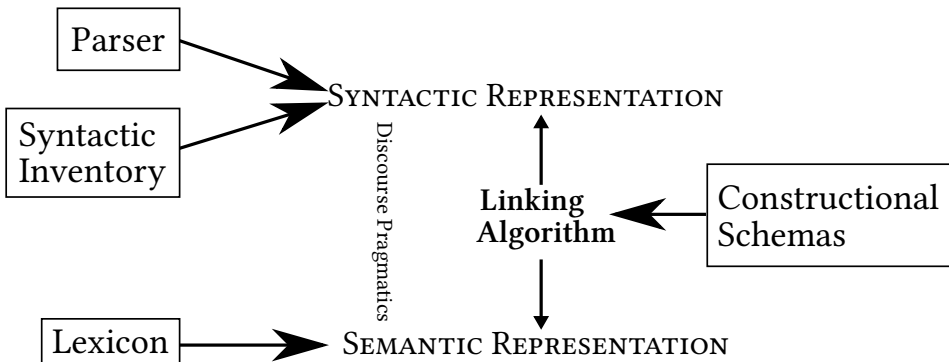 Parser
SYNTACTIC REPRESENTATION
Syntactic
Inventory
Discourse Pragmatics
Linking
Algorithm
Constructional
Schemas
Lexicon
SEMANTIC REPRESENTATION